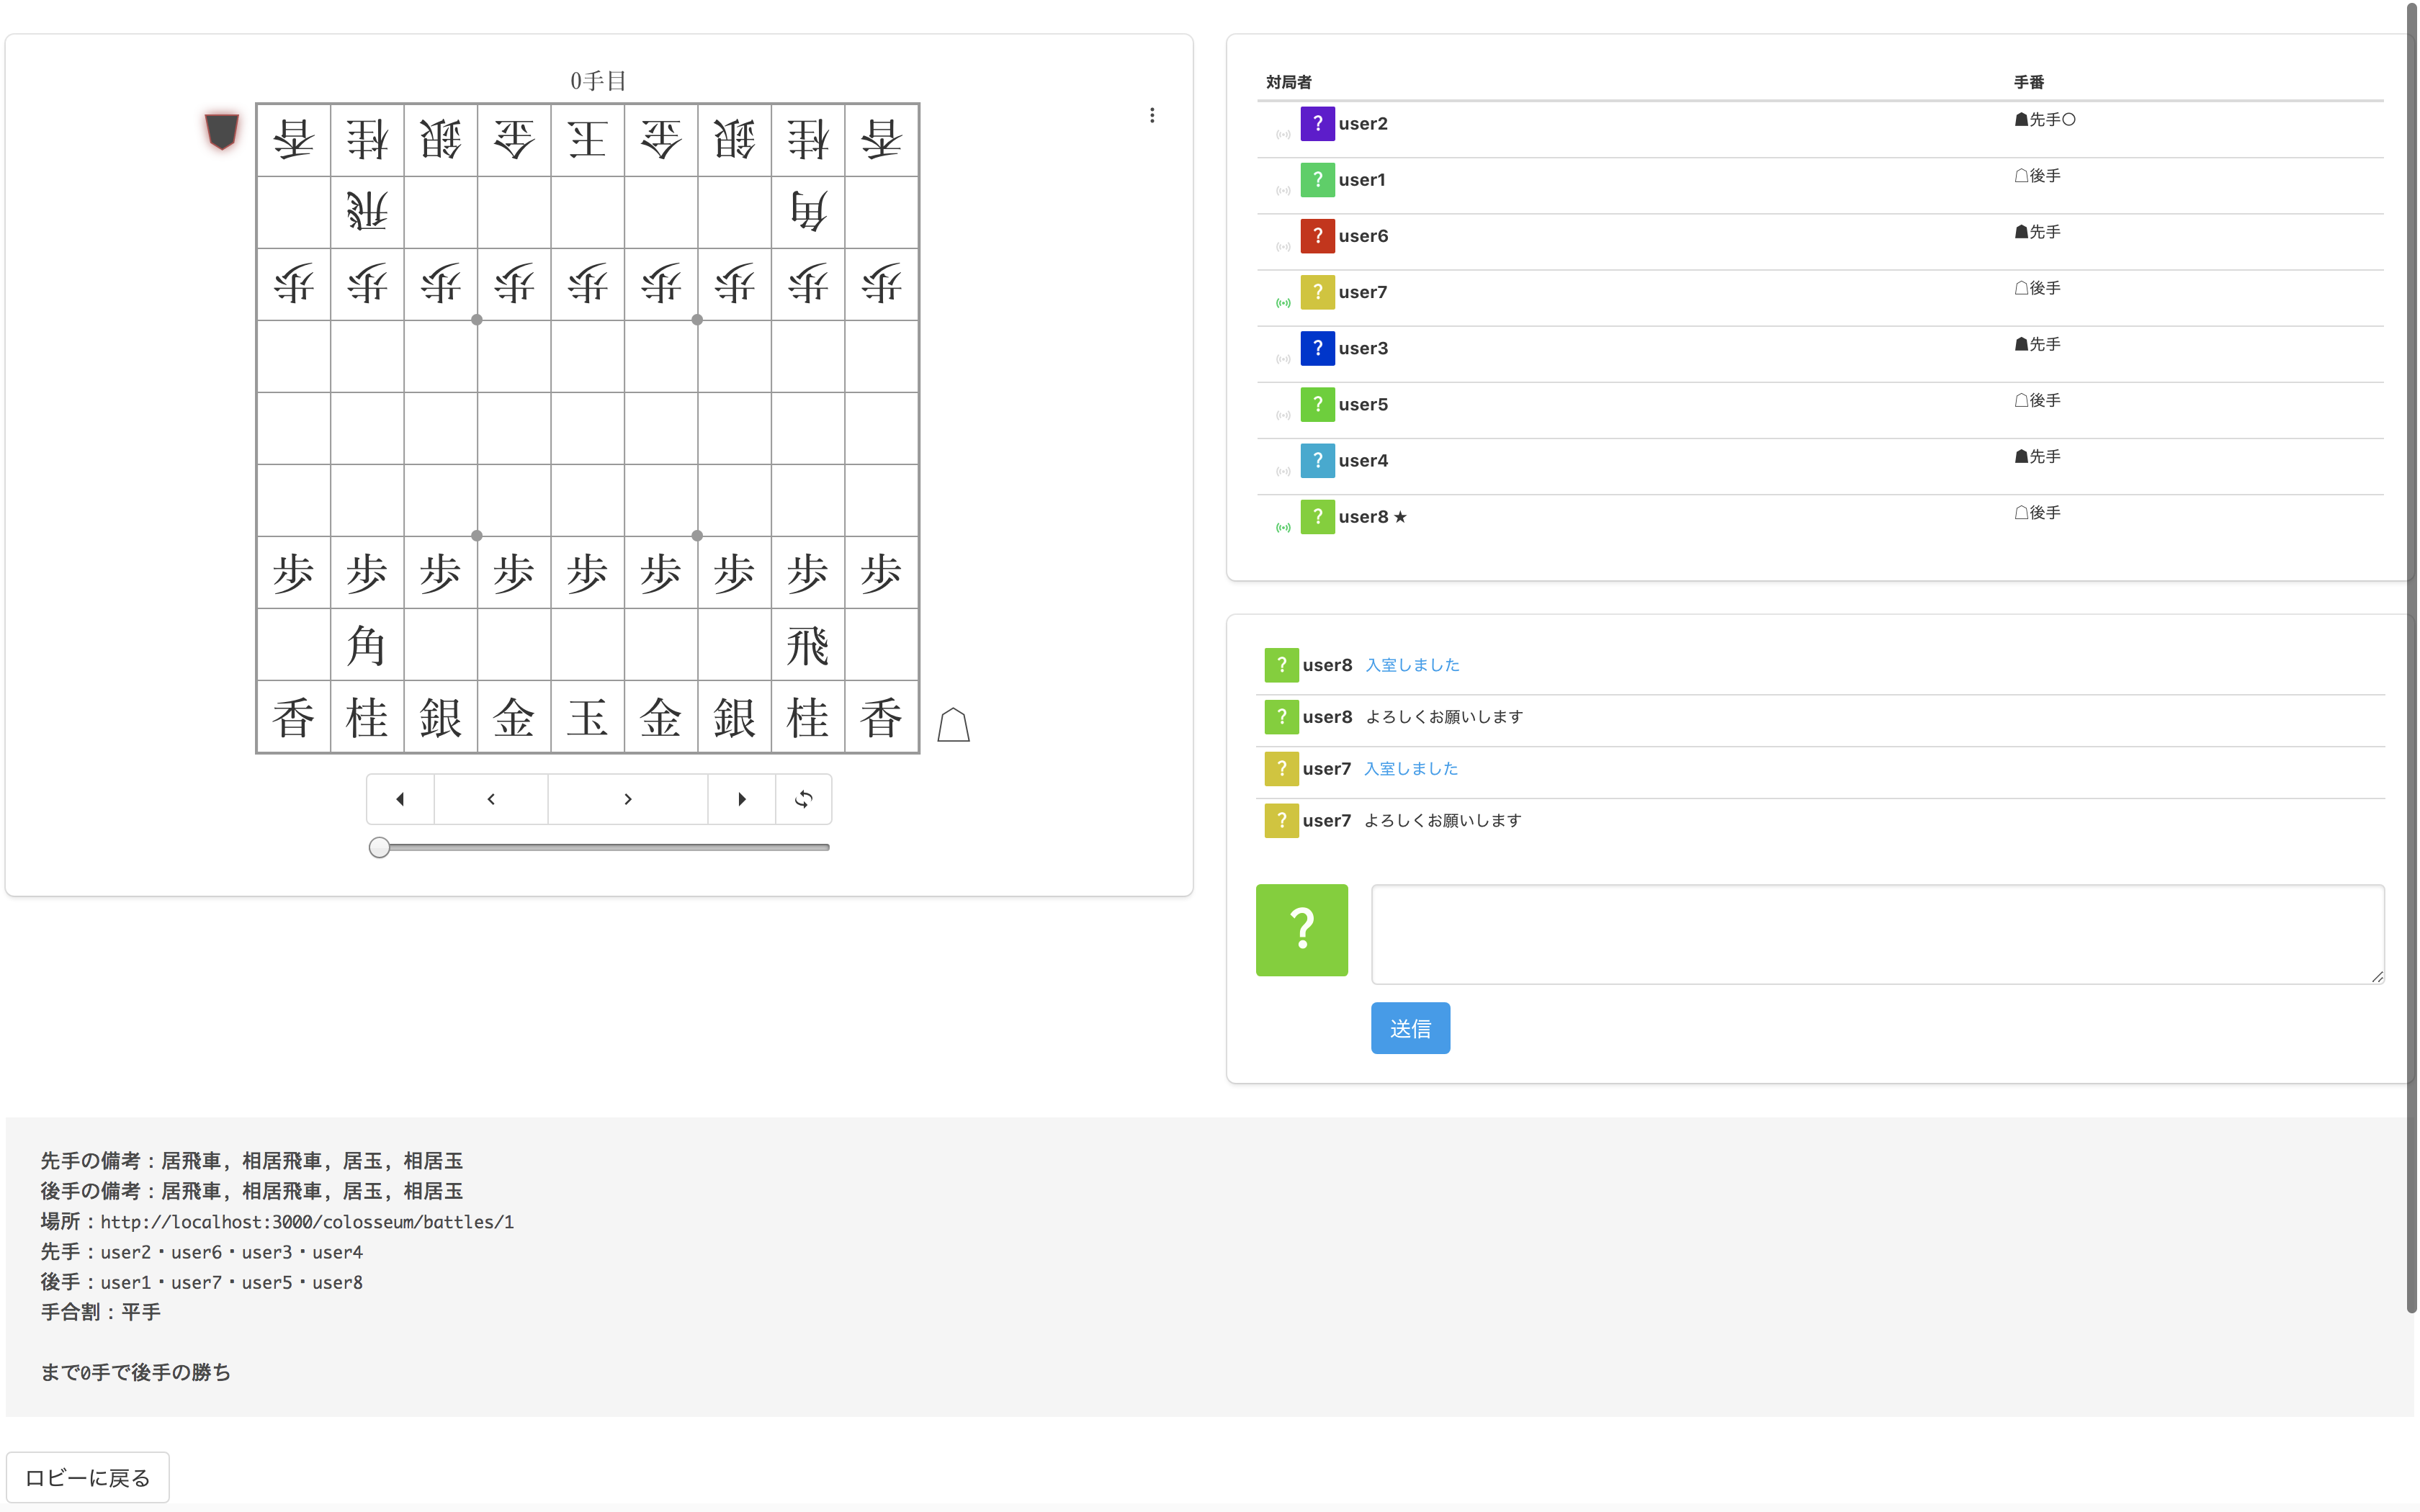 0手目
香桂銀金王金銀桂香
飛角
歩歩歩歩歩歩歩歩歩
歩歩歩歩歩歩歩歩歩
角飛
香桂銀金玉金銀桂香
対局者 手番
? user2 ☗先手○
? user1 ☖後手
? user6 ☗先手
? user7 ☖後手
? user3 ☗先手
? user5 ☖後手
? user4 ☗先手
? user8 ★ ☖後手
? user8 入室しました
? user8 よろしくお願いします
? user7 入室しました
? user7 よろしくお願いします
?
送信
先手の備考：居飛車, 相居飛車, 居玉, 相居玉
後手の備考：居飛車, 相居飛車, 居玉, 相居玉
場所：http://localhost:3000/colosseum/battles/1
先手：user2・user6・user3・user4
後手：user1・user7・user5・user8
手合割：平手
まで0手で後手の勝ち
ロビーに戻る